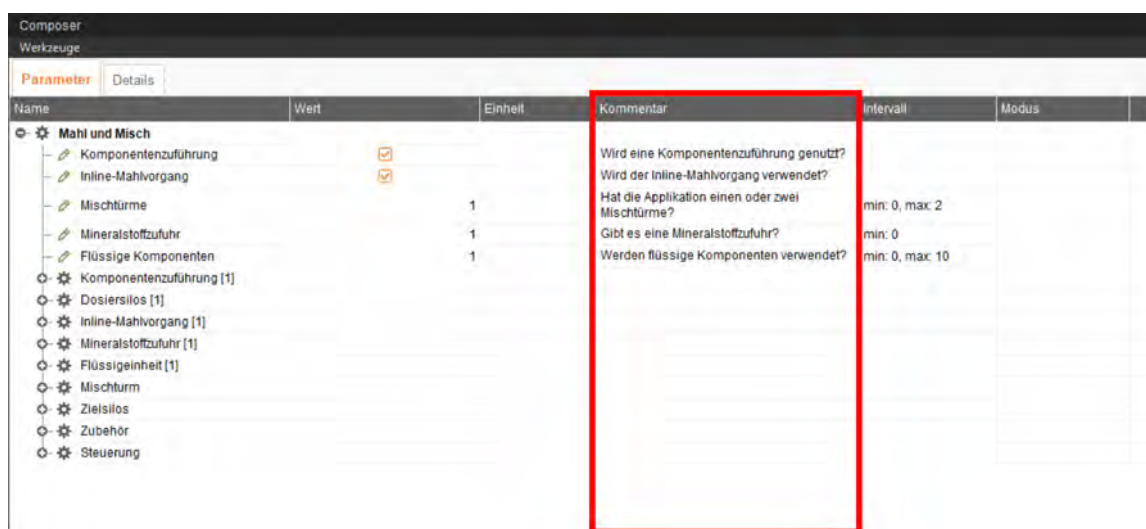 Composer
Werkzeuge
Parameter Details
Name Wert Einheit Kommentar Intervall Modus
Mahl und Misch
Komponentenzuführung Wird eine Komponentenzuführung genutzt?
Inline-Mahlvorgang Wird der Inline-Mahlvorgang verwendet?
Mischtürme 1 Hat die Applikation einen oder zwei Mischtürme? min: 0, max: 2
Mineralstoffzufuhr 1 Gibt es eine Mineralstoffzufuhr? min: 0
Flüssige Komponenten 1 Werden flüssige Komponenten verwendet? min: 0, max: 10
Komponentenzuführung [1]
Dosiersilos [1]
Inline-Mahlvorgang [1]
Mineralstoffzufuhr [1]
Flüssigeinheit [1]
Mischturm
Zielsilos
Zubehör
Steuerung